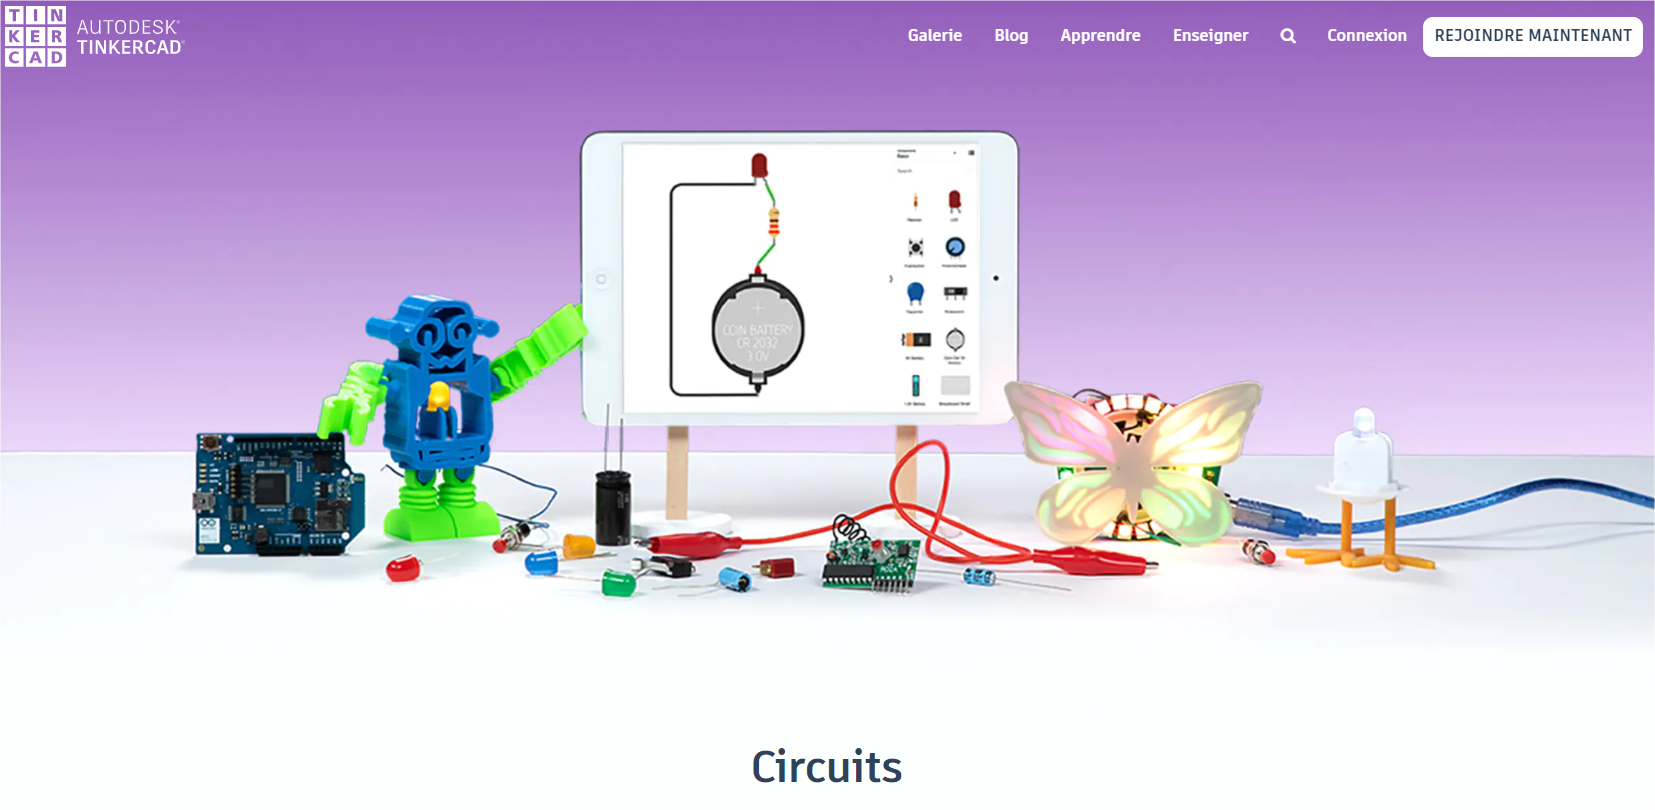 TIN
KER
CAD
AUTODESK®
TINKERCAD®
Galerie Blog Apprendre Enseigner Connexion REJOINDRE MAINTENANT
COIN BATTERY
CR 2032
3.0V
Circuits